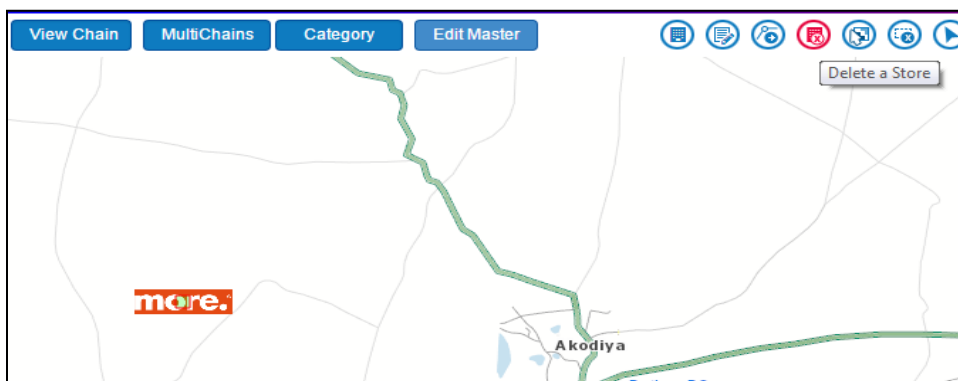 View Chain
MultiChains
Category
Edit Master
Delete a Store
more.
Akodiya